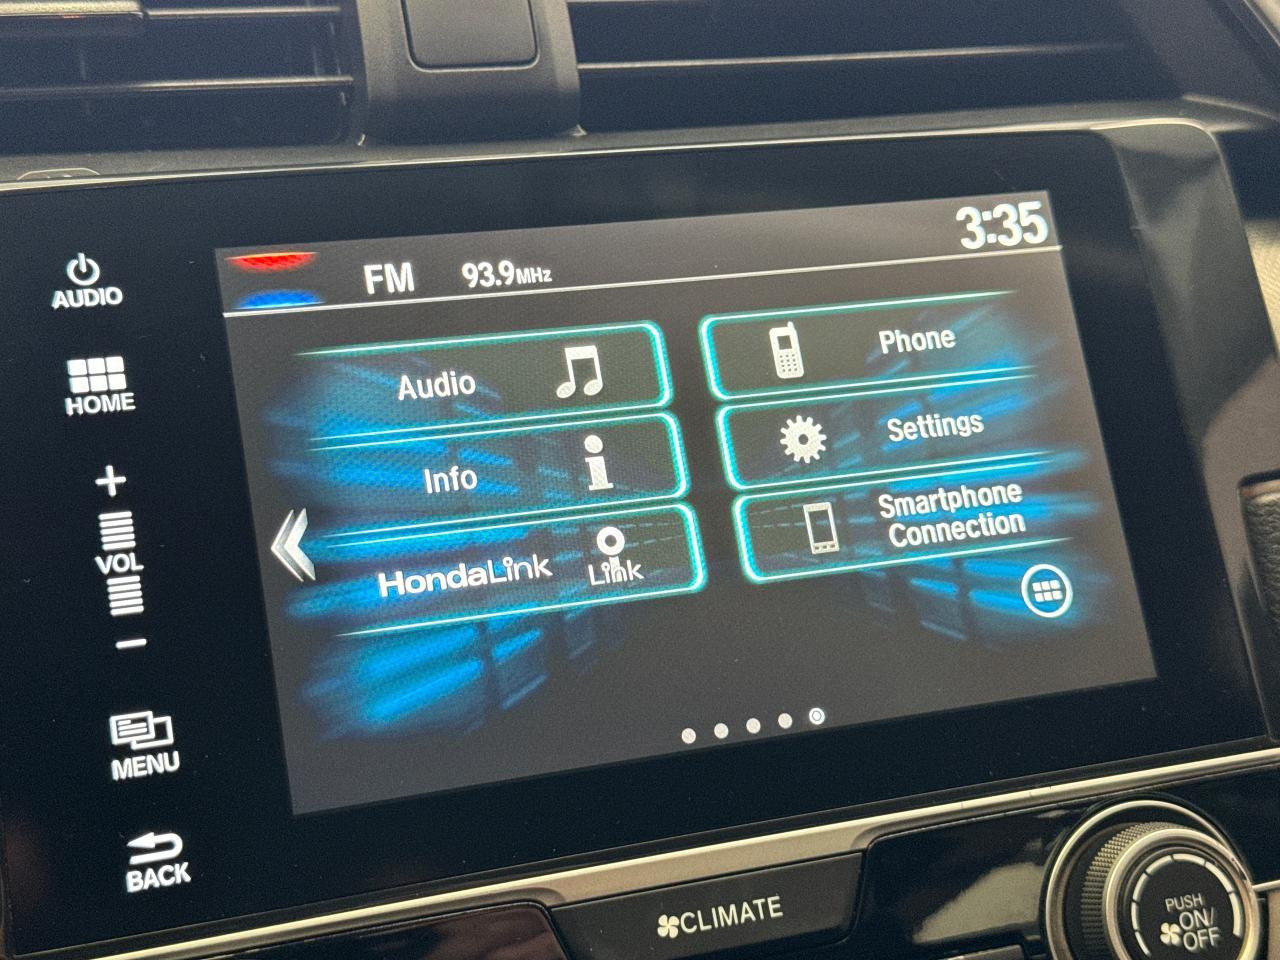 3:35
FM 93.9MHz
AUDIO
HOME
+
VOL
−
MENU
BACK
Audio
Info
HondaLink
Link
Phone
Settings
Smartphone
Connection
CLIMATE
PUSH
ON/
OFF